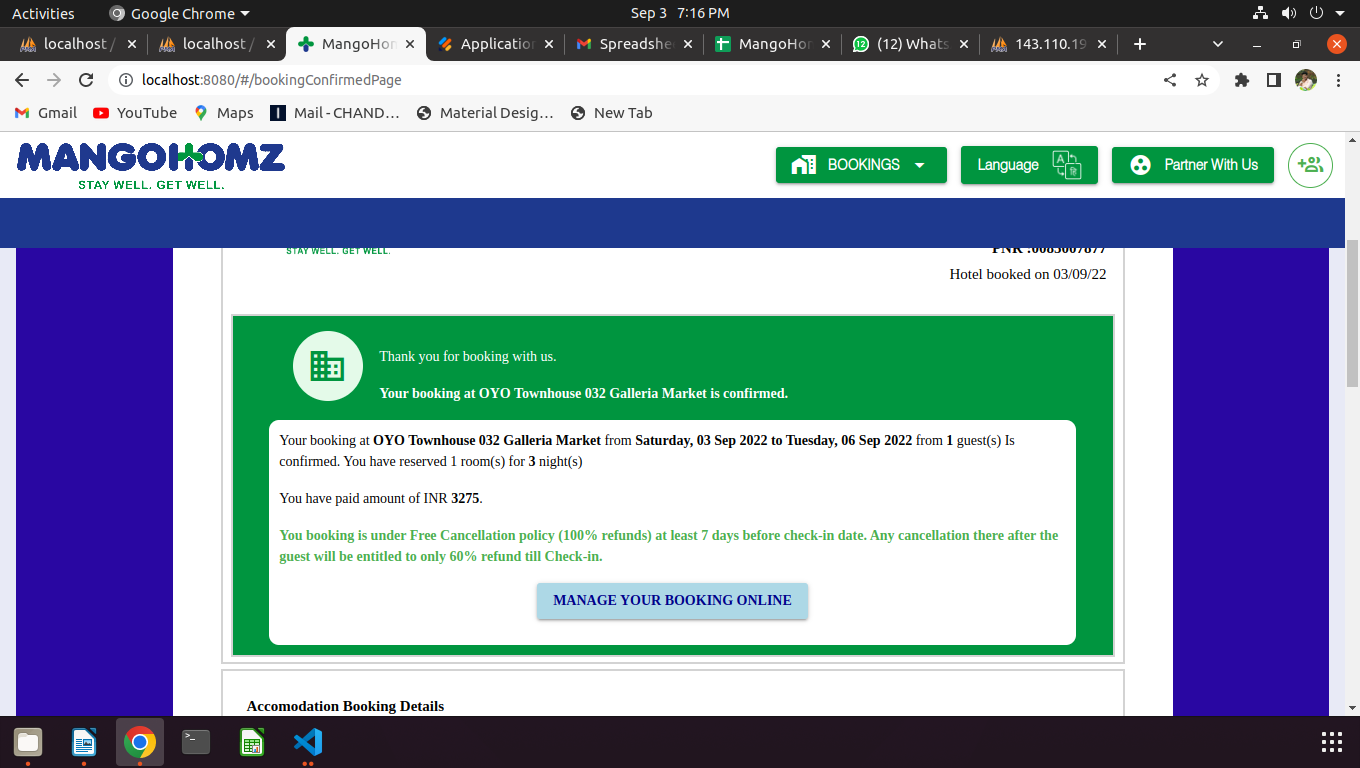 Activities
Google Chrome
Sep 3 7:16 PM
localhost /
localhost /
MangoHon
Application
Spreadshe
MangoHon
(12) Whats
143.110.19
localhost:8080/#/bookingConfirmedPage
Gmail
YouTube
Maps
Mail - CHAND...
Material Desig...
New Tab
MANGOHOMZ
STAY WELL. GET WELL.
BOOKINGS
Language
Partner With Us
STAY WELL. GET WELL.
PNR :0083007877
Hotel booked on 03/09/22
Thank you for booking with us.
Your booking at OYO Townhouse 032 Galleria Market is confirmed.
Your booking at OYO Townhouse 032 Galleria Market from Saturday, 03 Sep 2022 to Tuesday, 06 Sep 2022 from 1 guest(s) Is
confirmed. You have reserved 1 room(s) for 3 night(s)
You have paid amount of INR 3275.
You booking is under Free Cancellation policy (100% refunds) at least 7 days before check-in date. Any cancellation there after the
guest will be entitled to only 60% refund till Check-in.
MANAGE YOUR BOOKING ONLINE
Accomodation Booking Details